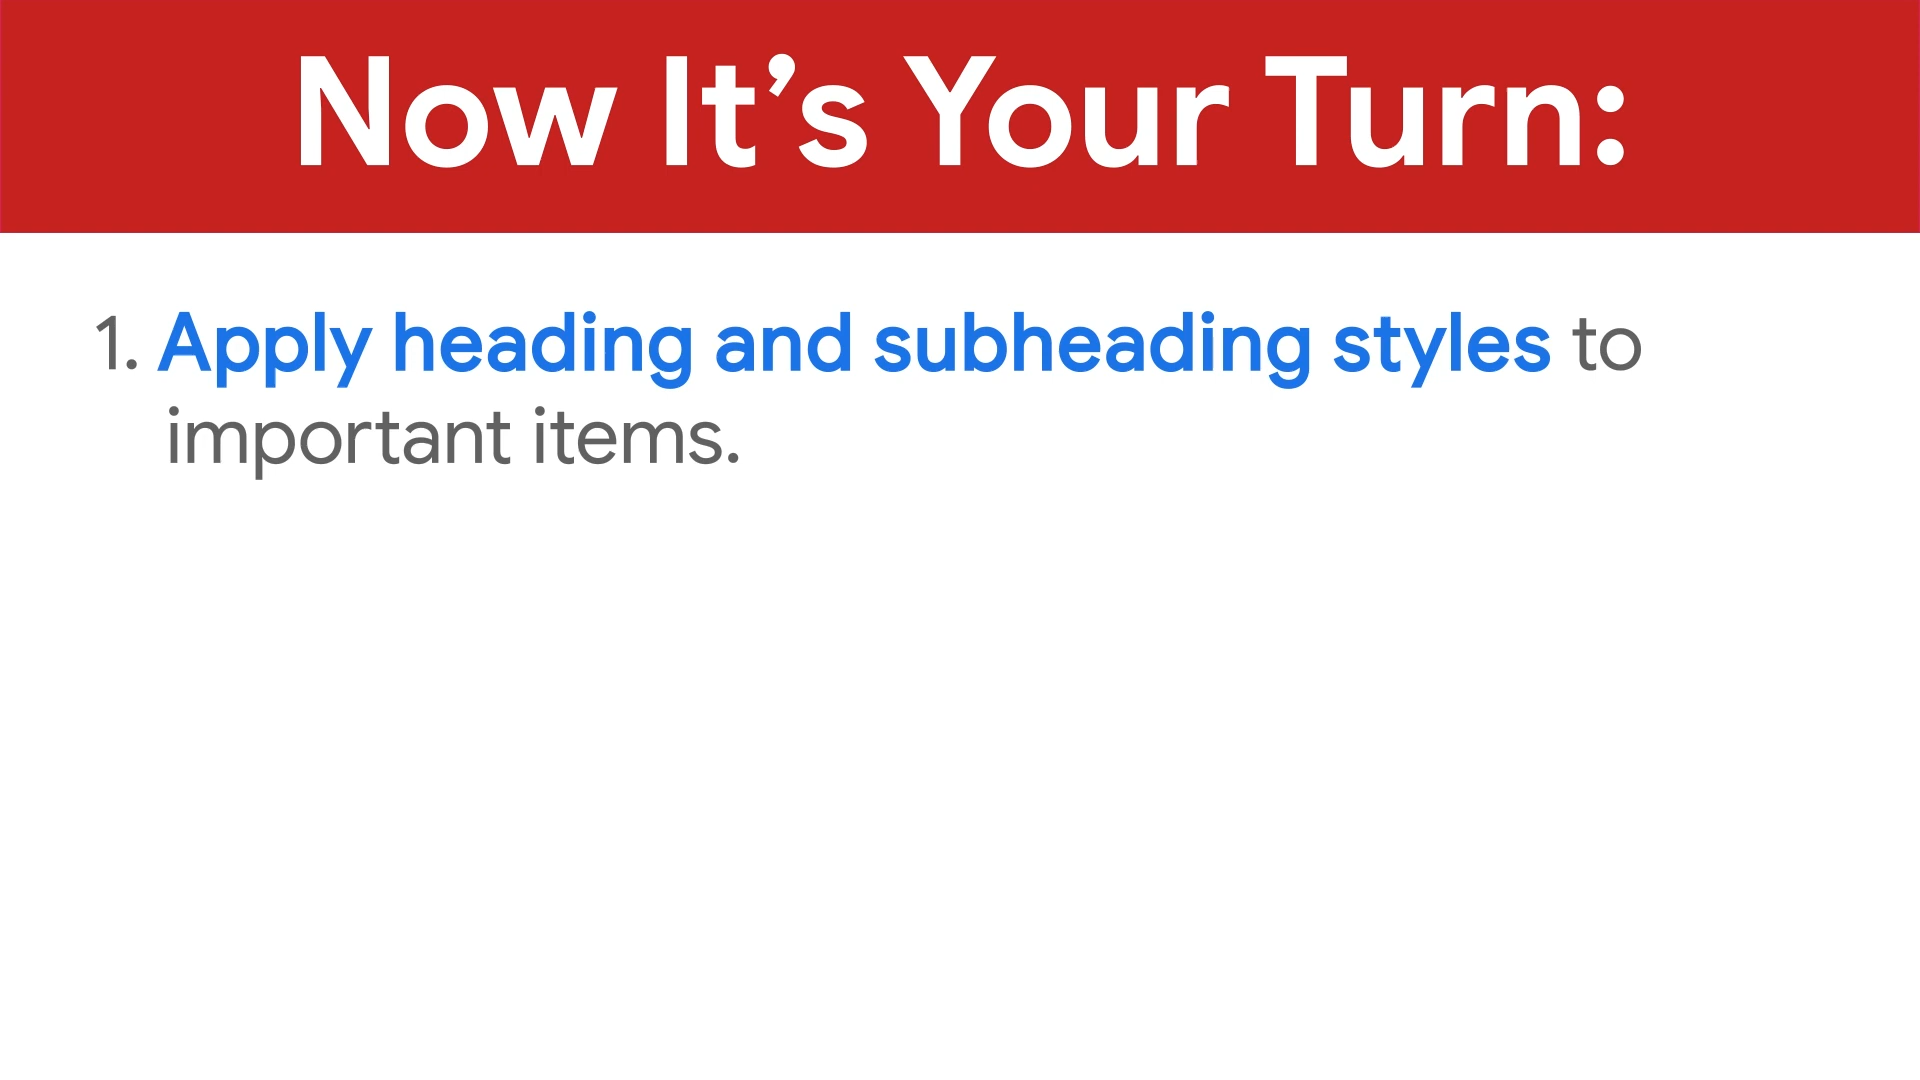 Now It’s Your Turn:
1. Apply heading and subheading styles to
important items.